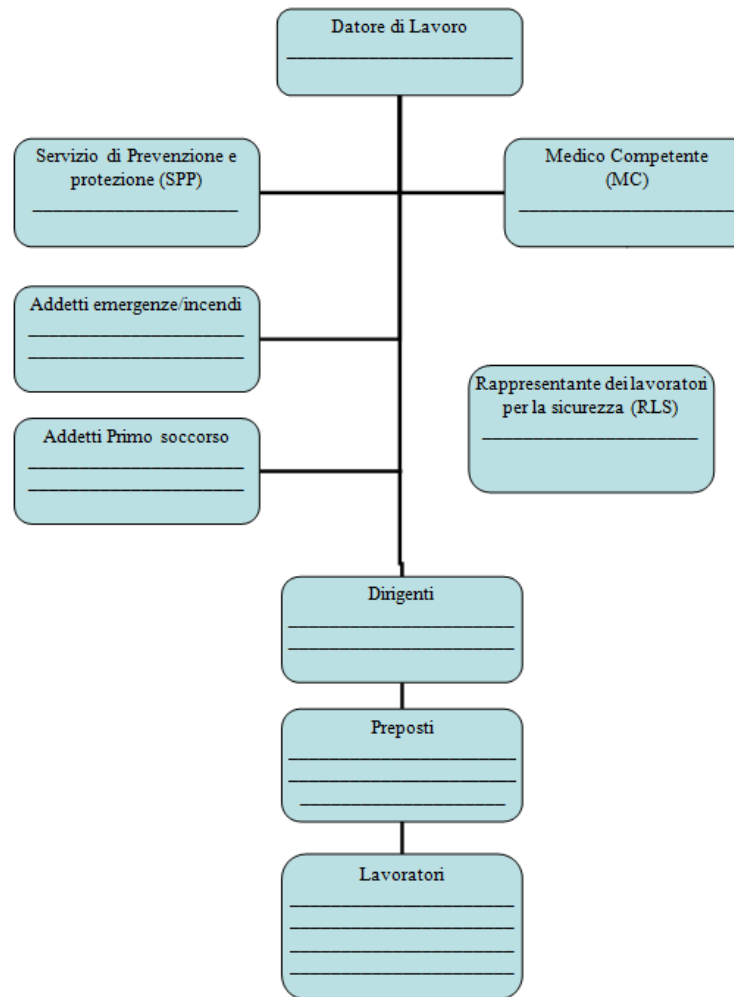 Datore di Lavoro
Servizio di Prevenzione e
protezione (SPP)
Medico Competente
(MC)
Addetti emergenze/incendi
Rappresentante dei lavoratori
per la sicurezza (RLS)
Addetti Primo soccorso
Dirigenti
Preposti
Lavoratori